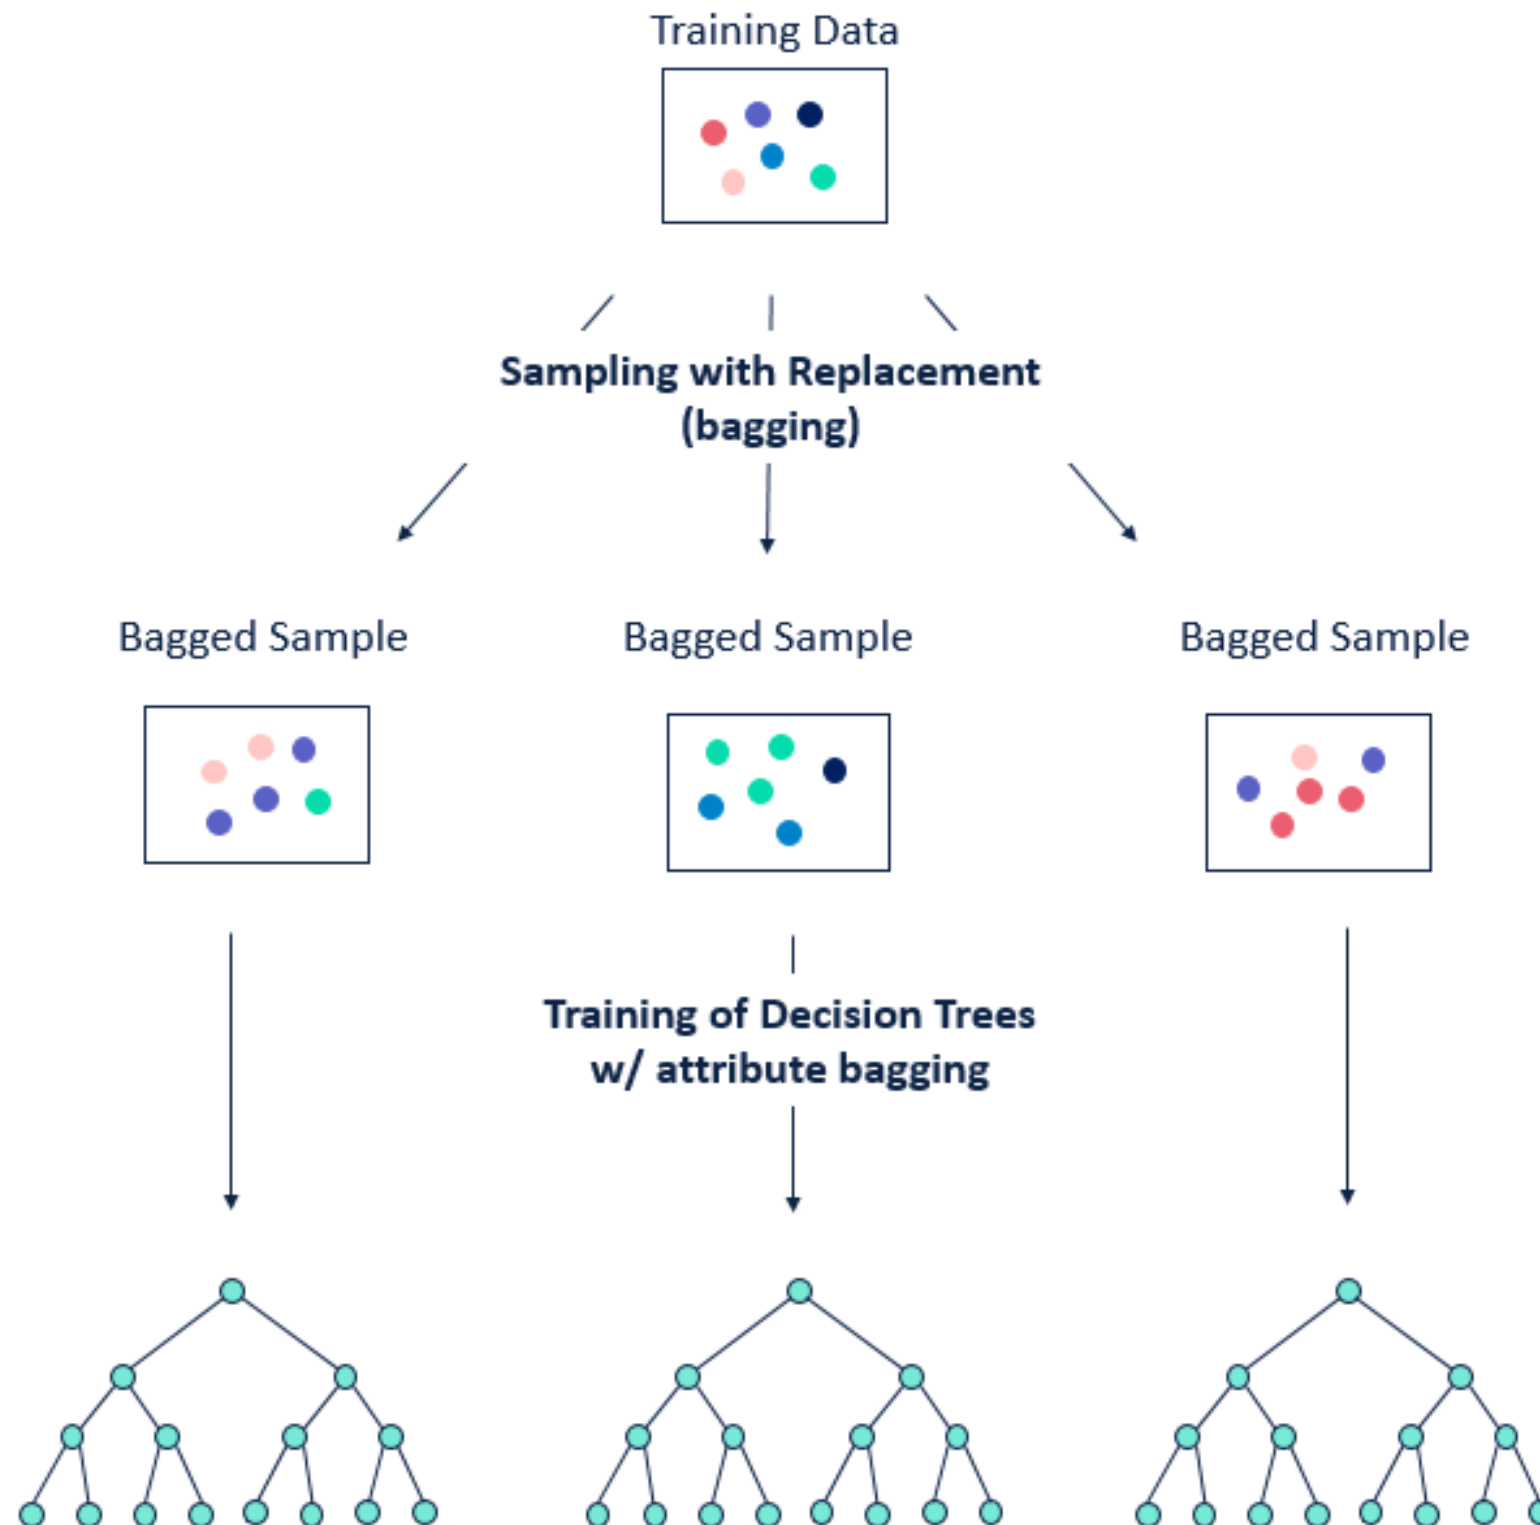 Training Data
Sampling with Replacement
(bagging)
Bagged Sample
Bagged Sample
Bagged Sample
Training of Decision Trees
w/ attribute bagging